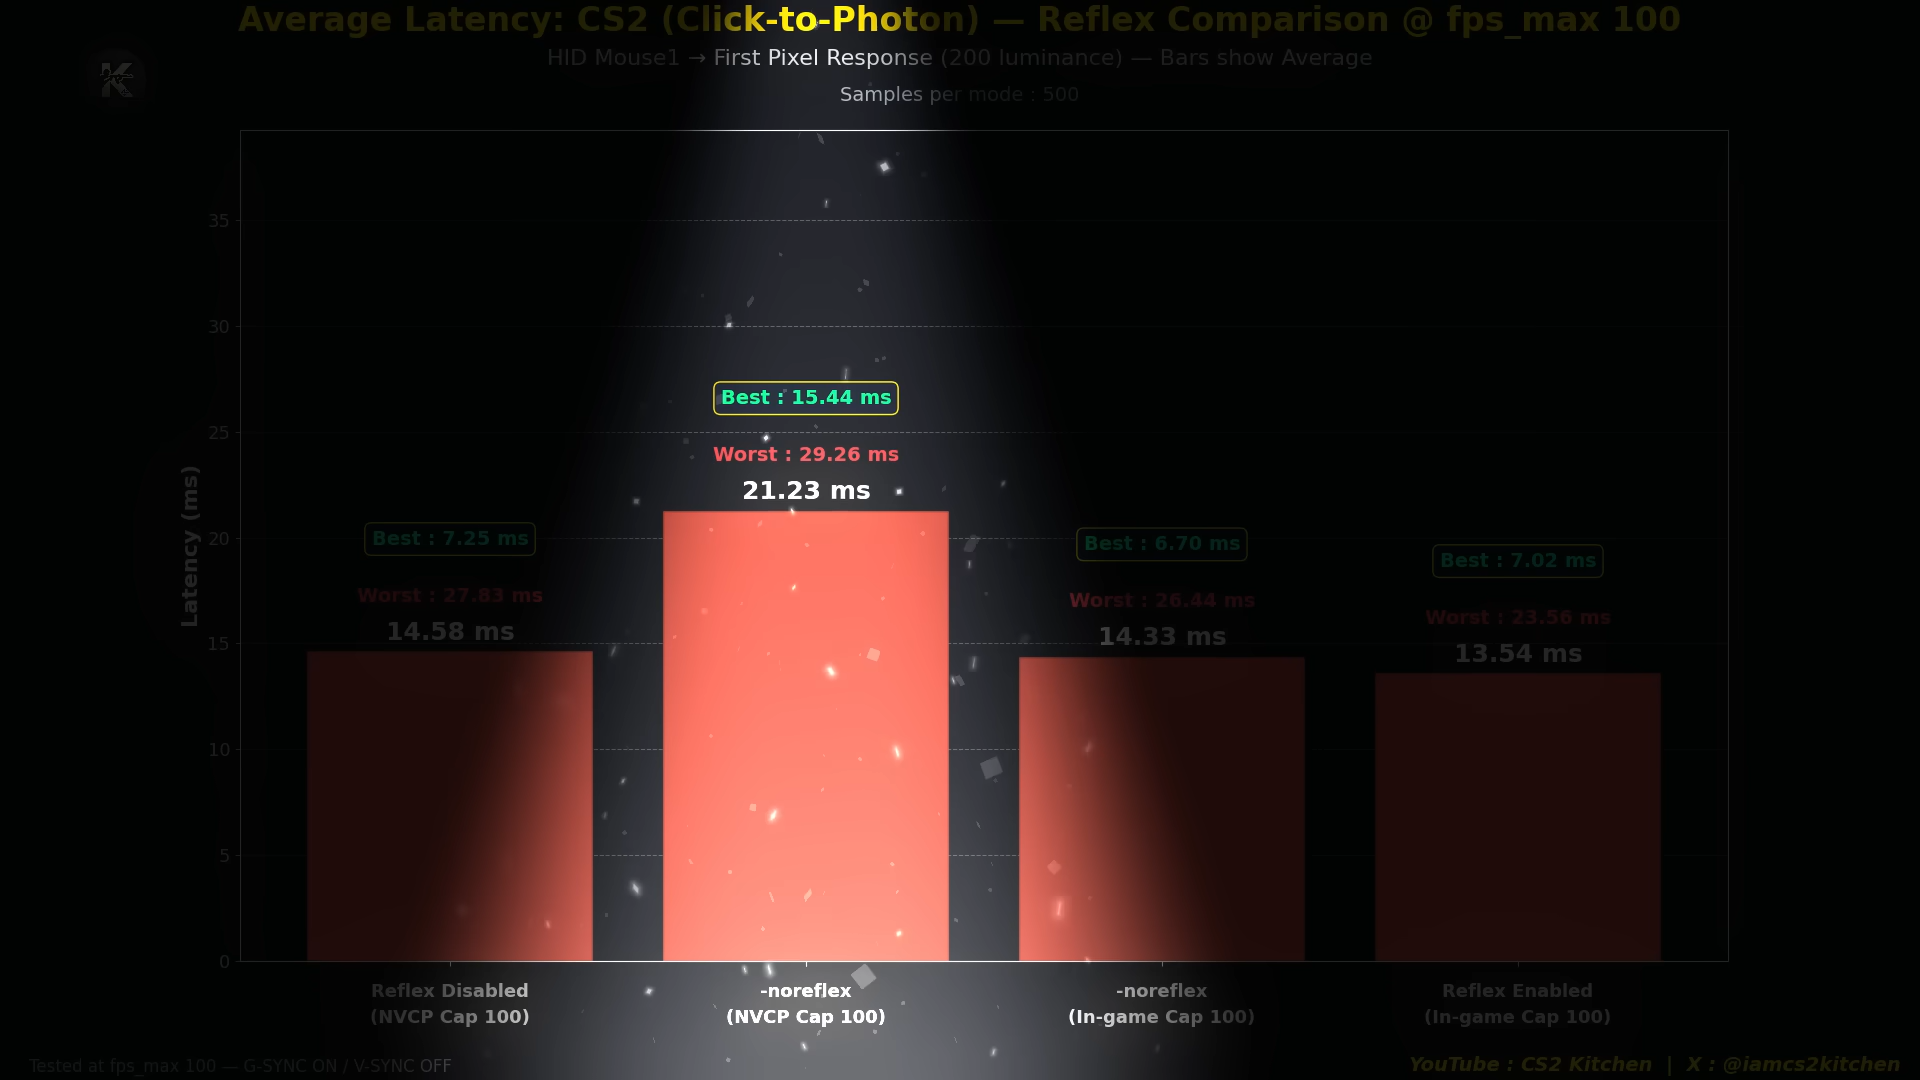 Average Latency: CS2 (Click-to-Photon) — Reflex Comparison @ fps_max 100
HID Mouse1 → First Pixel Response (200 luminance) — Bars show Average
K
Samples per mode : 500
35
30
25
20
15
10
5
0
Latency (ms)
Best : 7.25 ms
Worst : 27.83 ms
14.58 ms
Best : 15.44 ms
Worst : 29.26 ms
21.23 ms
Best : 6.70 ms
Worst : 26.44 ms
14.33 ms
Best : 7.02 ms
Worst : 23.56 ms
13.54 ms
Reflex Disabled
(NVCP Cap 100)
-noreflex
(NVCP Cap 100)
-noreflex
(In-game Cap 100)
Reflex Enabled
(In-game Cap 100)
Tested at fps_max 100 — G-SYNC ON / V-SYNC OFF
YouTube : CS2 Kitchen | X : @iamcs2kitchen